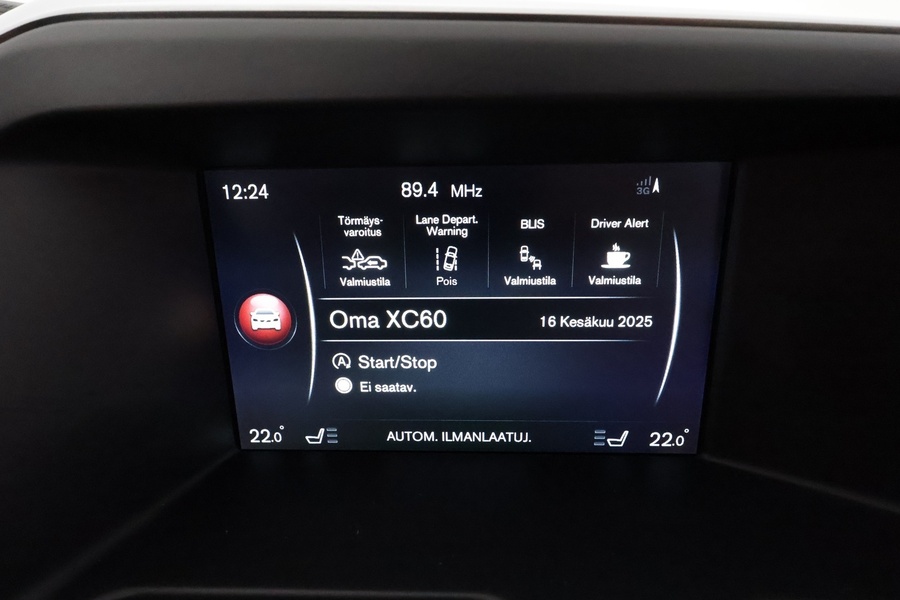 12:24
89.4 MHz
3G
Törmäys-
varoitus
Valmiustila
Lane Depart.
Warning
Pois
BLIS
Valmiustila
Driver Alert
Valmiustila
Oma XC60
16 Kesäkuu 2025
A Start/Stop
Ei saatav.
22.0°
AUTOM. ILMANLAATUJ.
22.0°